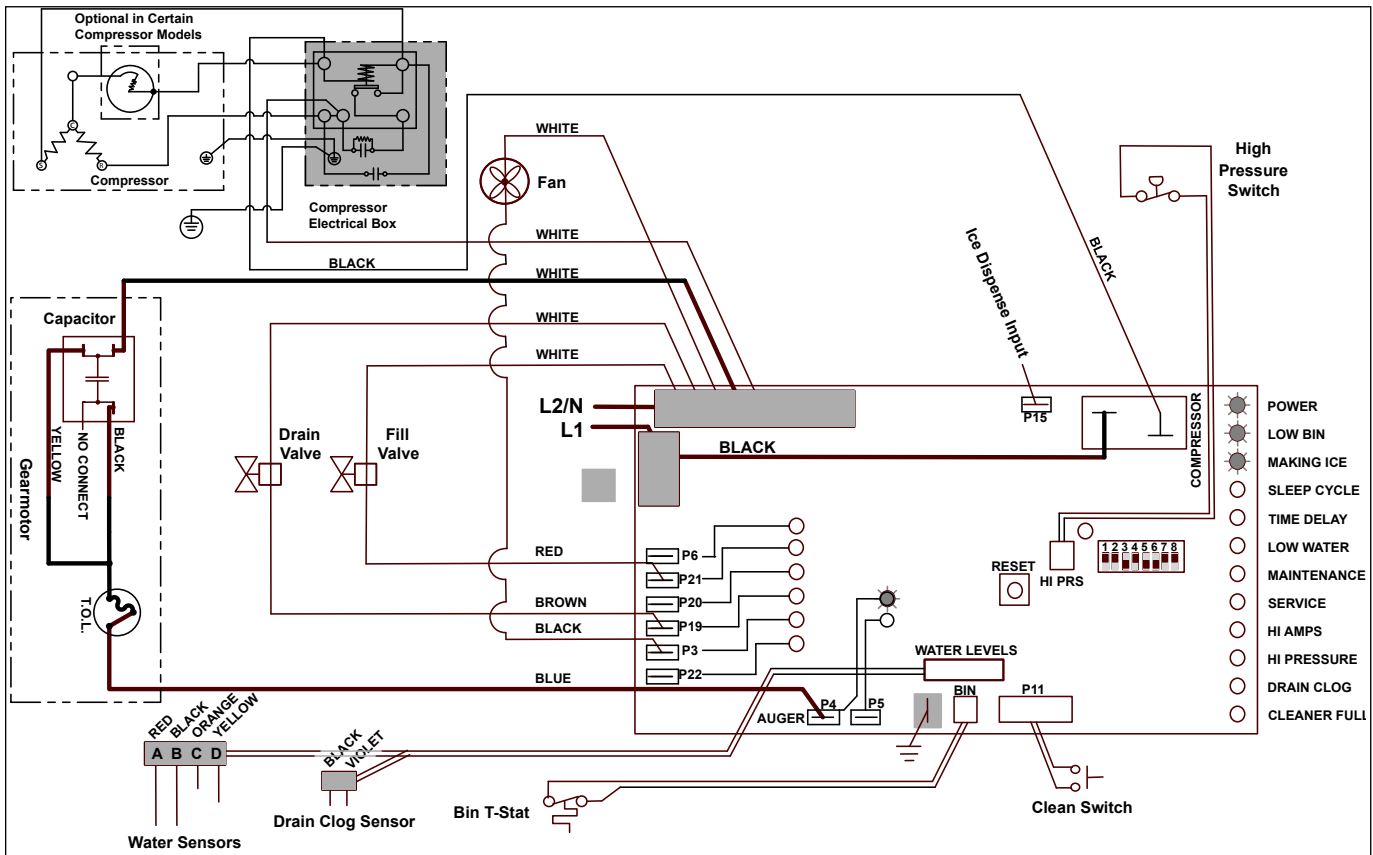 Optional in Certain
Compressor Models
C
S
R
Compressor
Compressor
Electrical Box
WHITE
Fan
WHITE
BLACK
WHITE
WHITE
WHITE
BLACK
High
Pressure
Switch
Ice Dispense Input
P15
COMPRESSOR
Capacitor
YELLOW
NO CONNECT
BLACK
Gearmotor
T.O.L.
L2/N
L1
BLACK
Drain
Valve
Fill
Valve
RED
BROWN
BLACK
BLUE
P6
P21
P20
P19
P3
P22
AUGER
P4
P5
RESET
HI PRS
1 2 3 4 5 6 7 8
WATER LEVELS
BIN
P11
POWER
LOW BIN
MAKING ICE
SLEEP CYCLE
TIME DELAY
LOW WATER
MAINTENANCE
SERVICE
HI AMPS
HI PRESSURE
DRAIN CLOG
CLEANER FULL
RED
BLACK
ORANGE
YELLOW
A B C D
Water Sensors
BLACK
VIOLET
Drain Clog Sensor
Bin T-Stat
Clean Switch